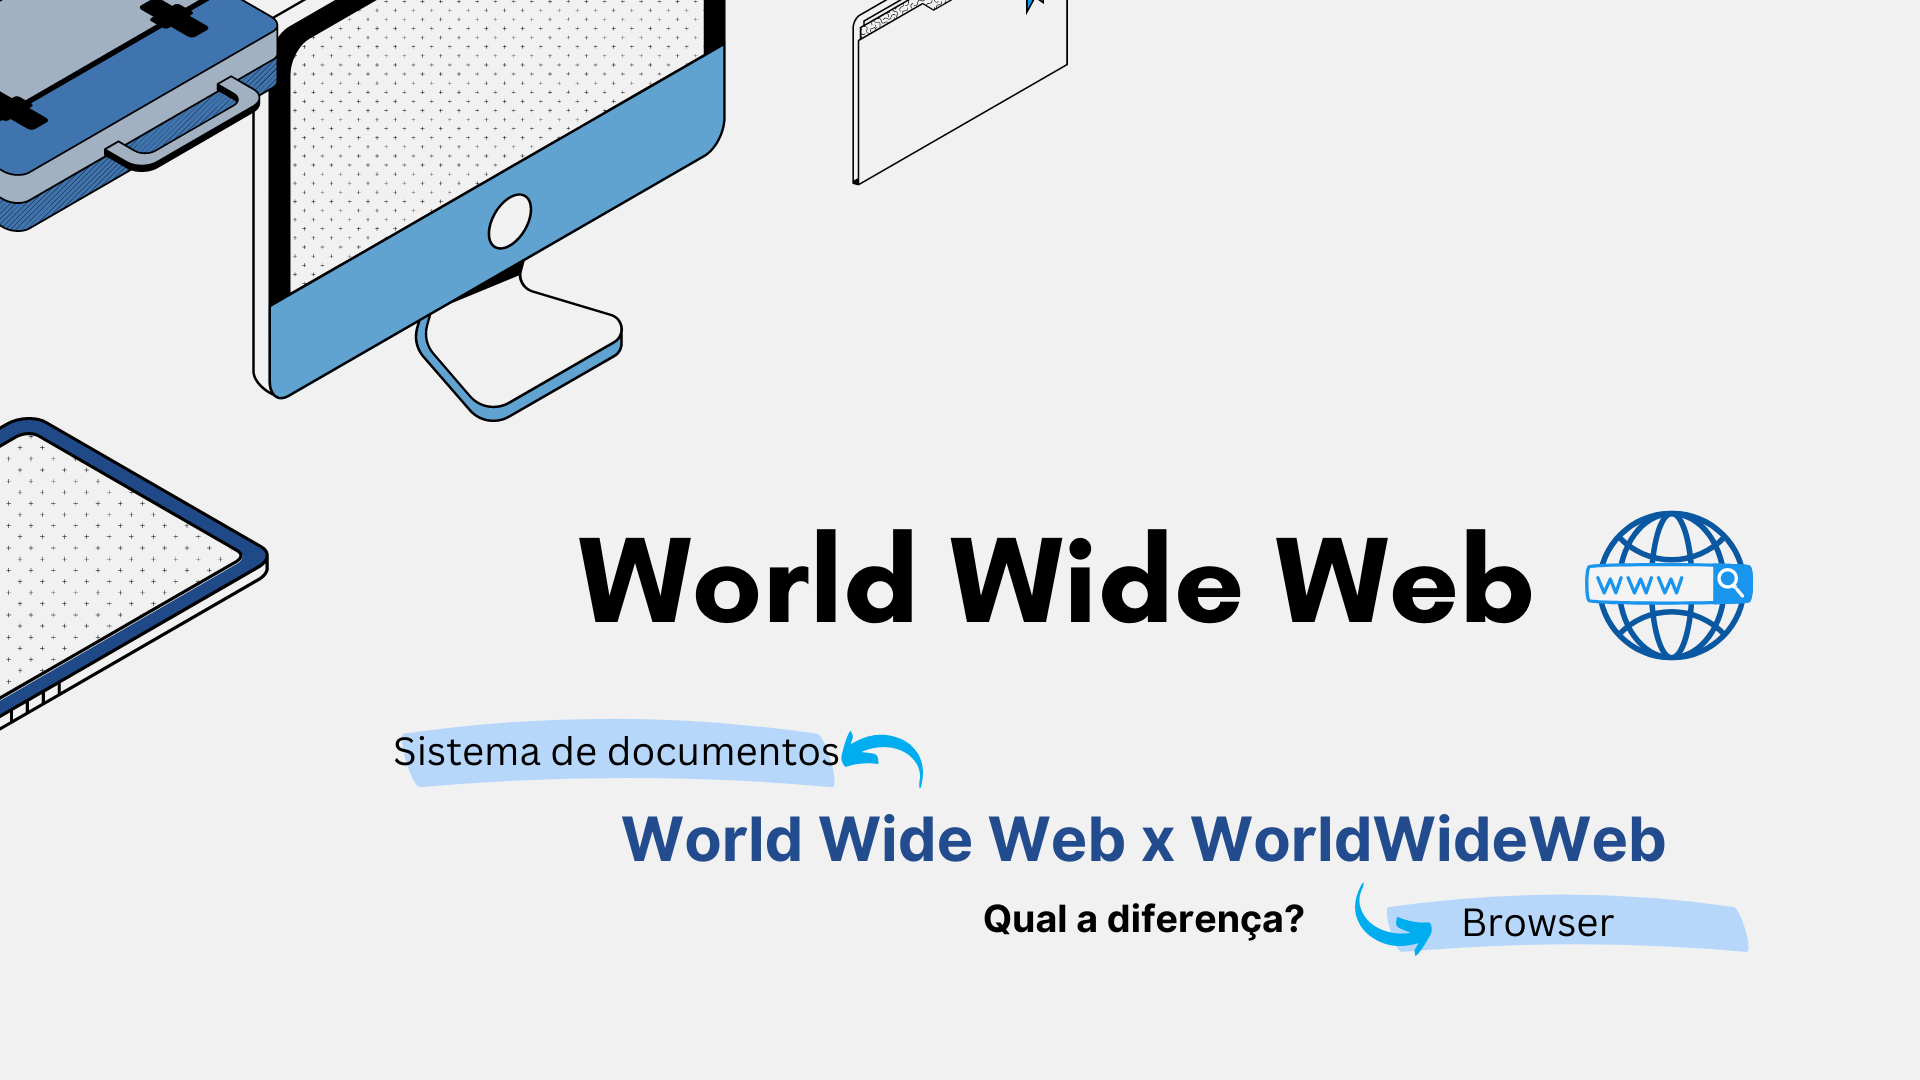 World Wide Web
www
Sistema de documentos
World Wide Web x WorldWideWeb
Qual a diferença?
Browser